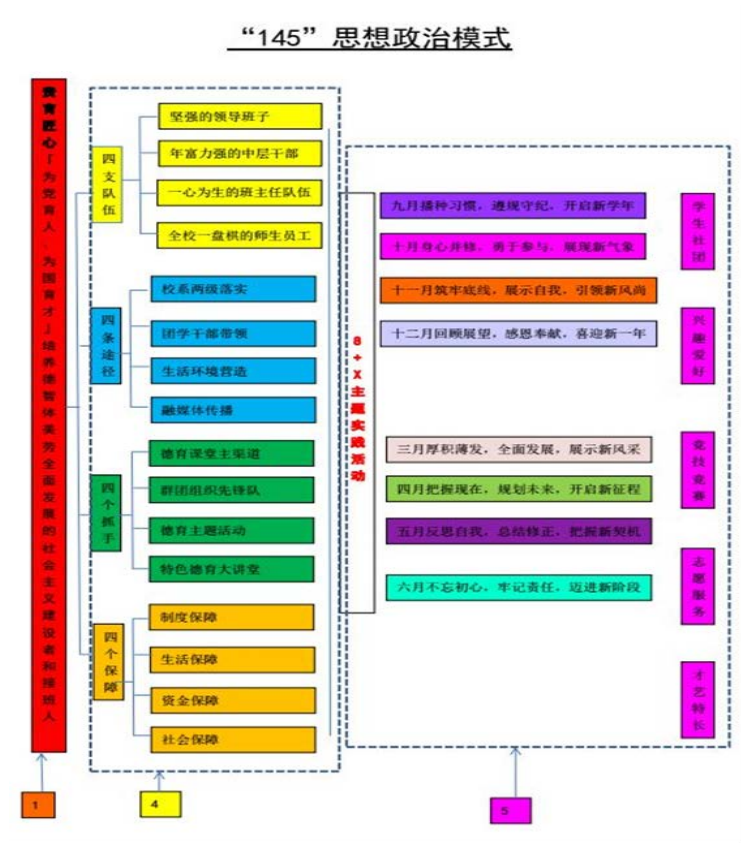 “145”思想政治模式
贵育匠心「为党育人、为国育才」培养德智体美劳全面发展的社会主义建设者和接班人
四支队伍
坚强的领导班子
年富力强的中层干部
一心为生的班主任队伍
全校一盘棋的师生员工
四条途径
校系两级落实
团学干部带领
生活环境营造
融媒体传播
四个抓手
德育课堂主渠道
群团组织先锋队
德育主题活动
特色德育大讲堂
四个保障
制度保障
生活保障
资金保障
社会保障
8+X主题实践活动
九月播种习惯，遵规守纪，开启新学年
十月身心并修，勇于参与，展现新气象
十一月筑牢底线，展示自我，引领新风尚
十二月回顾展望，感恩奉献，喜迎新一年
三月厚积薄发，全面发展，展示新风采
四月把握现在，规划未来，开启新征程
五月反思自我，总结修正，把握新契机
六月不忘初心，牢记责任，迈进新阶段
学生社团
兴趣爱好
竞技竞赛
志愿服务
才艺特长
1
4
5